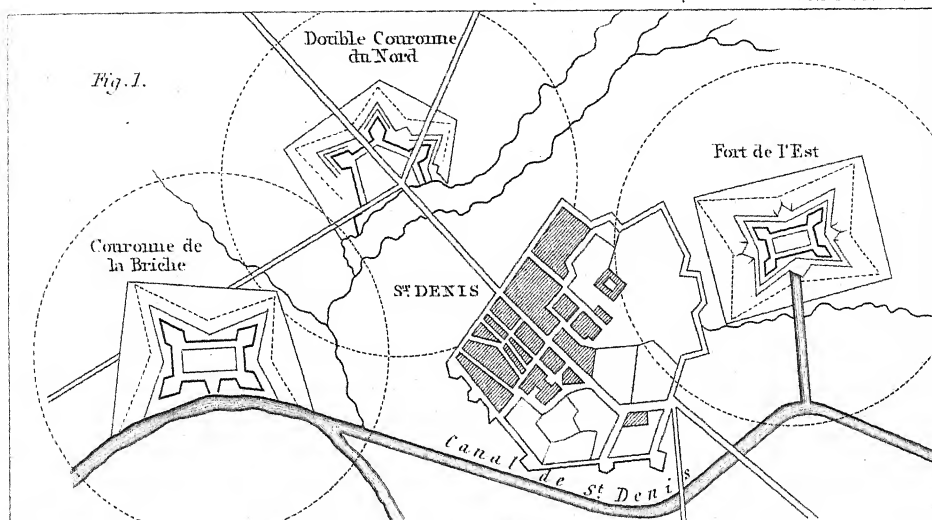 Double Couronne
du Nord
Fig. 1.
Fort de l'Est
Couronne de
la Briche
St. DENIS
Canal de St. Denis